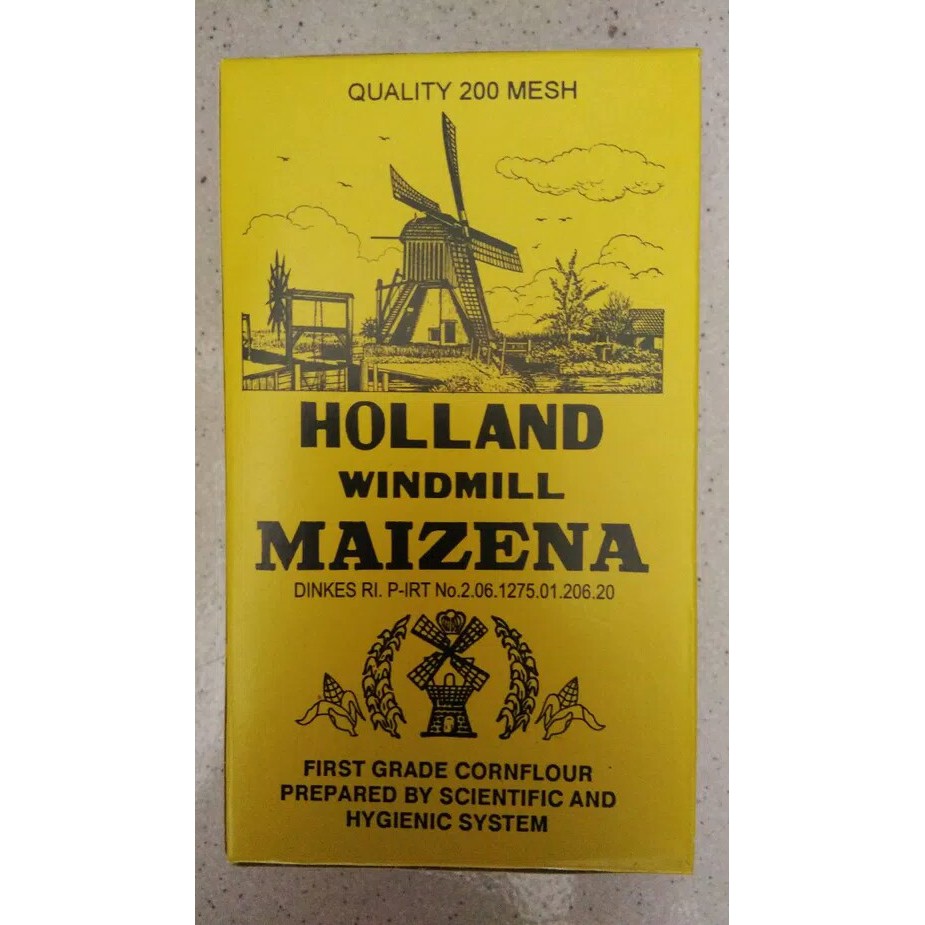 QUALITY 200 MESH
HOLLAND
WINDMILL
MAIZENA
DINKES RI. P-IRT No.2.06.1275.01.206.20
FIRST GRADE CORNFLOUR
PREPARED BY SCIENTIFIC AND
HYGIENIC SYSTEM